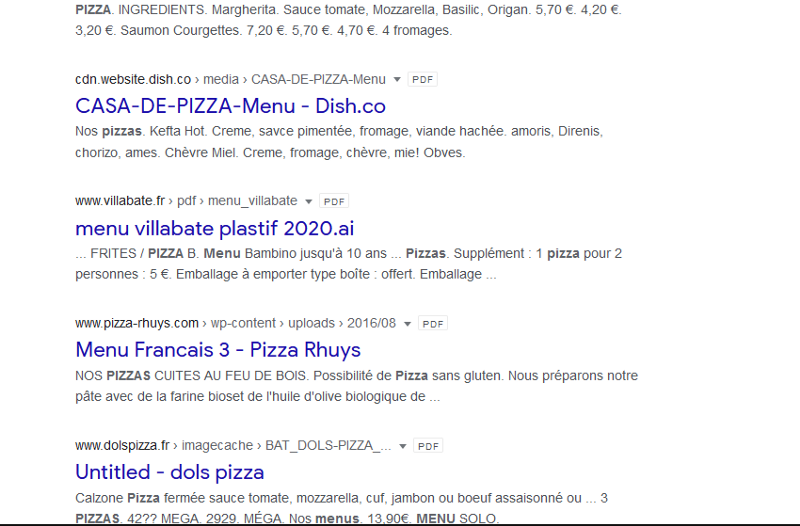 PIZZA. INGREDIENTS. Margherita. Sauce tomate, Mozzarella, Basilic, Origan. 5,70 €. 4,20 €.
3,20 €. Saumon Courgettes. 7,20 €. 5,70 €. 4,70 €. 4 fromages.
cdn.website.dish.co › media › CASA-DE-PIZZA-Menu PDF
CASA-DE-PIZZA-Menu - Dish.co
Nos pizzas. Kefta Hot. Creme, savce pimentée, fromage, viande hachée. amoris, Direnis,
chorizo, ames. Chèvre Miel. Creme, fromage, chèvre, mie! Obves.
www.villabate.fr › pdf › menu_villabate PDF
menu villabate plastif 2020.ai
... FRITES / PIZZA B. Menu Bambino jusqu'à 10 ans ... Pizzas. Supplément : 1 pizza pour 2
personnes : 5 €. Emballage à emporter type boîte : offert. Emballage ...
www.pizza-rhuys.com › wp-content › uploads › 2016/08 PDF
Menu Francais 3 - Pizza Rhuys
NOS PIZZAS CUITES AU FEU DE BOIS. Possibilité de Pizza sans gluten. Nous préparons notre
pâte avec de la farine bioset de l'huile d'olive biologique de ...
www.dolspizza.fr › imagecache › BAT_DOLS-PIZZA_... PDF
Untitled - dols pizza
Calzone Pizza fermée sauce tomate, mozzarella, cuf, jambon ou boeuf assaisonné ou ... 3
PIZZAS. 42?? MEGA. 2929. MÉGA. Nos menus. 13,90€. MENU SOLO.